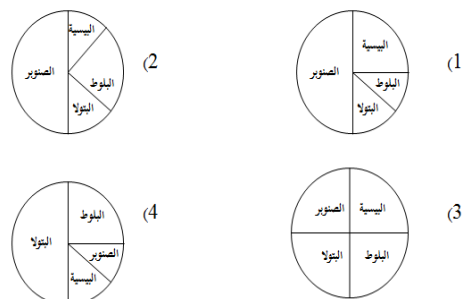 1)
البيسية
الصنوبر
البلوط
البتولا
2)
البيسية
الصنوبر
البلوط
البتولا
3)
البيسية
الصنوبر
البلوط
البتولا
4)
البلوط
البتولا
الصنوبر
البيسية